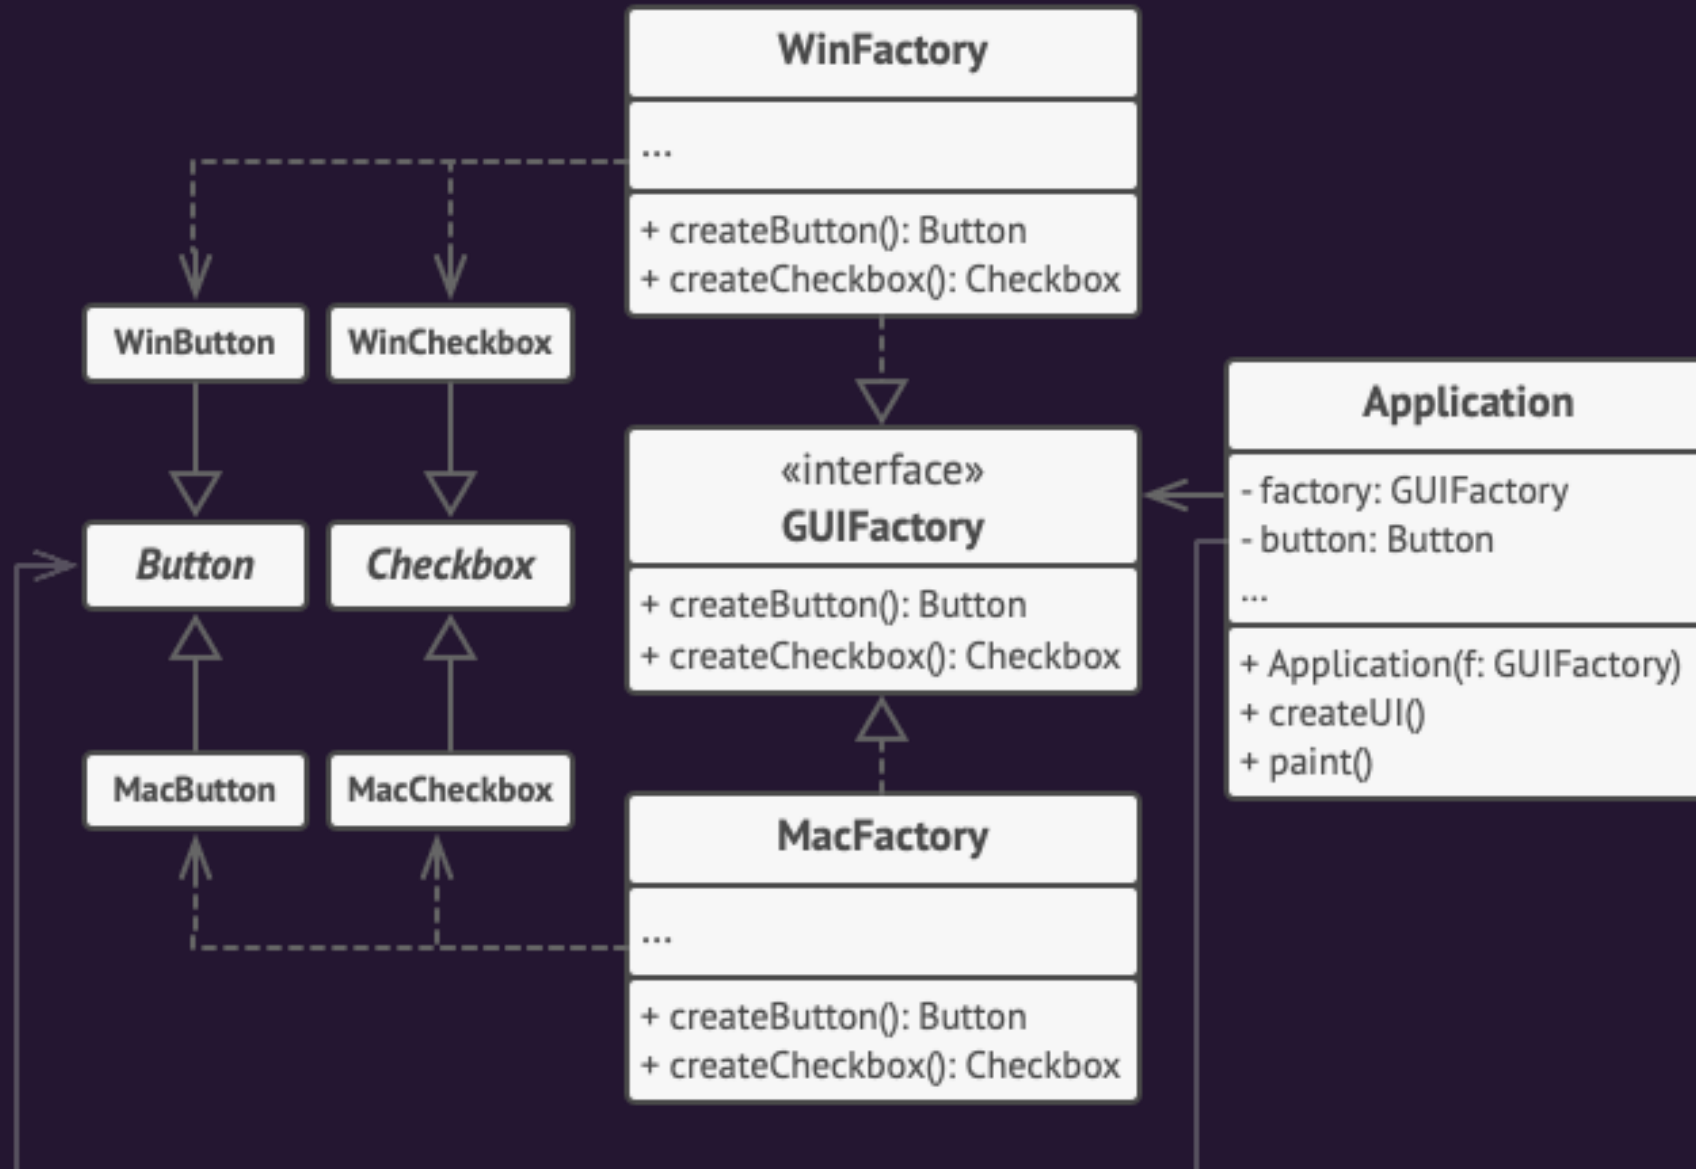 WinFactory
...
+ createButton(): Button
+ createCheckbox(): Checkbox
WinButton
WinCheckbox
Button
Checkbox
MacButton
MacCheckbox
«interface»
GUIFactory
+ createButton(): Button
+ createCheckbox(): Checkbox
MacFactory
...
+ createButton(): Button
+ createCheckbox(): Checkbox
Application
- factory: GUIFactory
- button: Button
...
+ Application(f: GUIFactory)
+ createUI()
+ paint()